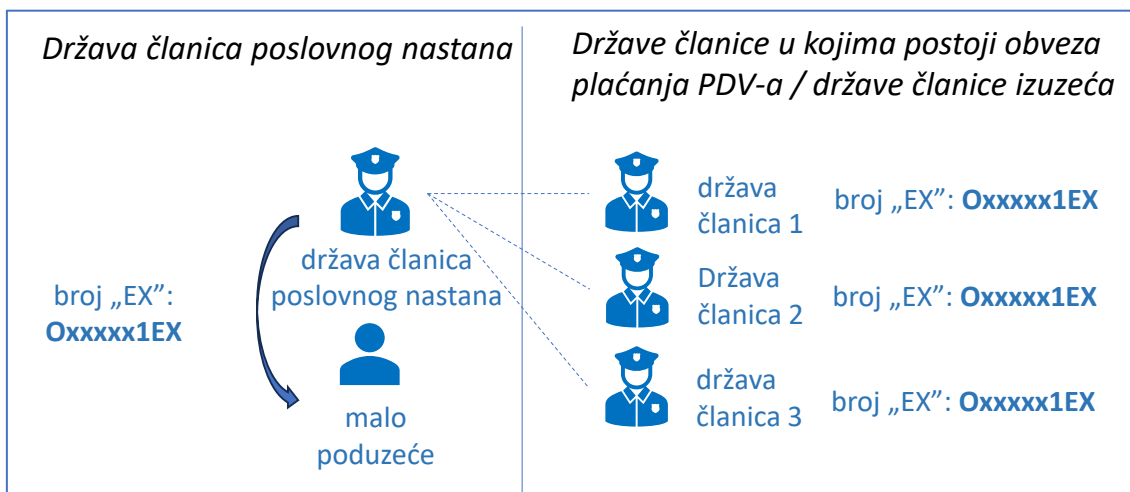 Država članica poslovnog nastana
država članica
poslovnog nastana
broj „EX”:
Oxxxxx1EX
malo
poduzeće
Države članice u kojima postoji obveza
plaćanja PDV-a / države članice izuzeća
država
članica 1
broj „EX”: Oxxxxx1EX
Država
članica 2
broj „EX”: Oxxxxx1EX
država
članica 3
broj „EX”: Oxxxxx1EX